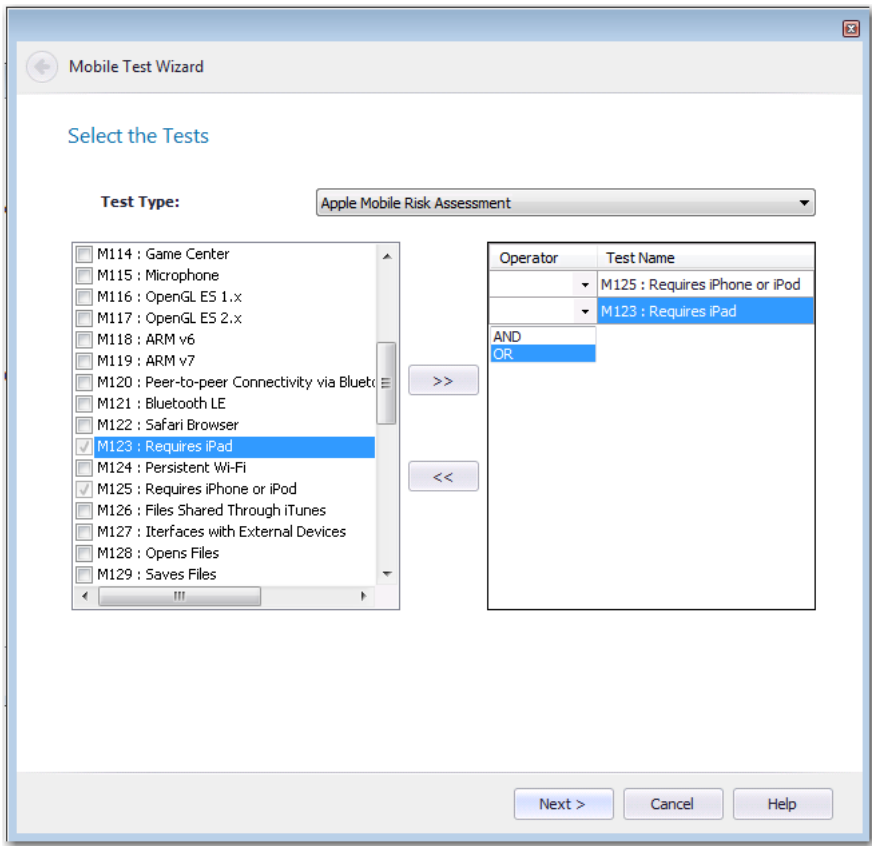 Mobile Test Wizard
Select the Tests
Test Type:
Apple Mobile Risk Assessment
M114 : Game Center
M115 : Microphone
M116 : OpenGL ES 1.x
M117 : OpenGL ES 2.x
M118 : ARM v6
M119 : ARM v7
M120 : Peer-to-peer Connectivity via Blueto
M121 : Bluetooth LE
M122 : Safari Browser
M123 : Requires iPad
M124 : Persistent Wi-Fi
M125 : Requires iPhone or iPod
M126 : Files Shared Through iTunes
M127 : Iterfaces with External Devices
M128 : Opens Files
M129 : Saves Files
>>
<<
Operator Test Name
M125 : Requires iPhone or iPod
M123 : Requires iPad
AND
OR
Next >
Cancel
Help